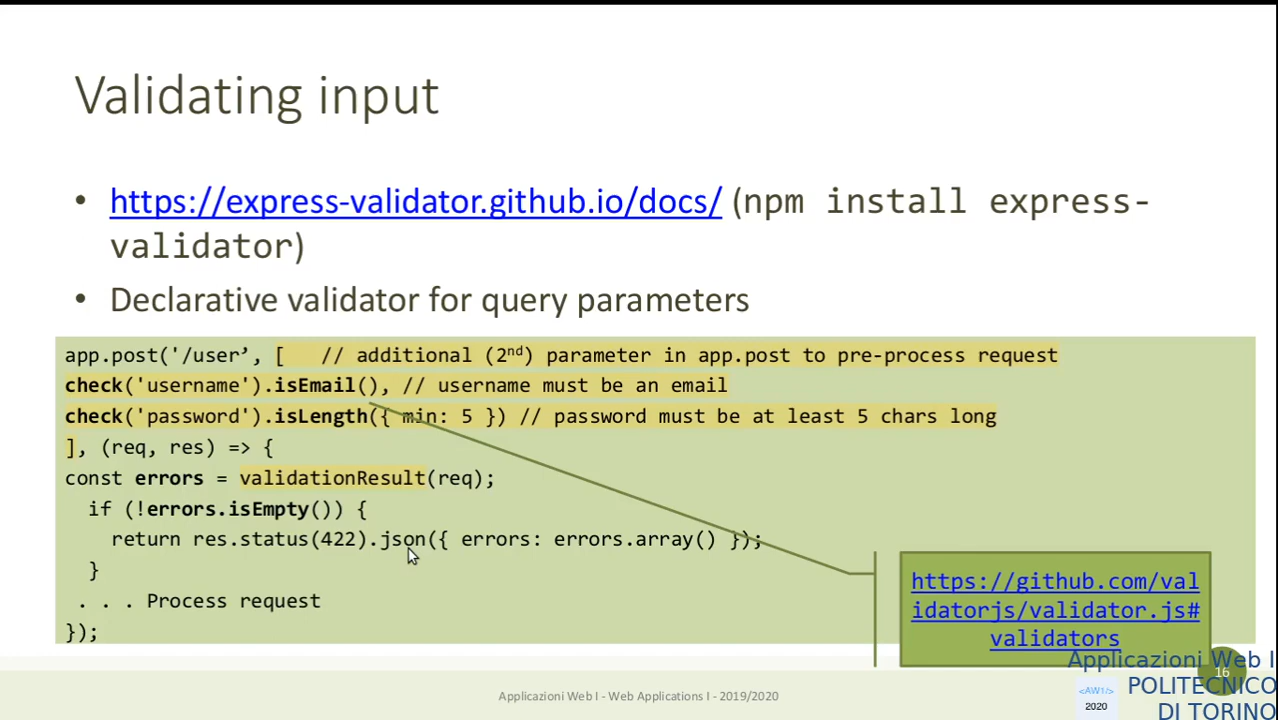 Validating input
• https://express-validator.github.io/docs/ (npm install express-
validator)
• Declarative validator for query parameters
app.post('/user’, [   // additional (2nd) parameter in app.post to pre-process request
check('username').isEmail(), // username must be an email
check('password').isLength({ min: 5 }) // password must be at least 5 chars long
], (req, res) => {
const errors = validationResult(req);
  if (!errors.isEmpty()) {
    return res.status(422).json({ errors: errors.array() });
  }
 . . . Process request
});
https://github.com/val
idatorjs/validator.js#
validators
Applicazioni Web I - Web Applications I - 2019/2020
16
Applicazioni Web I
POLITECNICO
DI TORINO
<AW1/>
2020